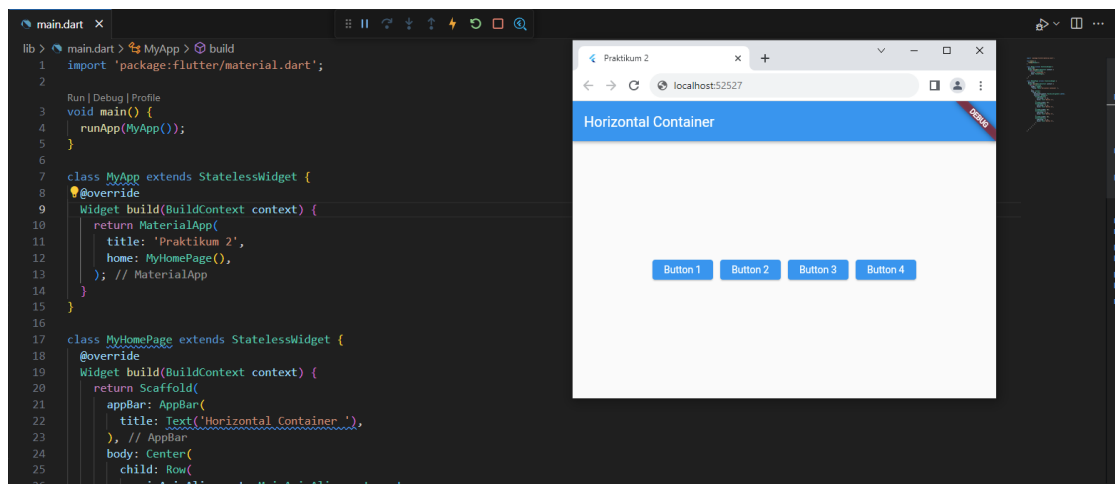 main.dart
lib > main.dart > MyApp > build
1 import 'package:flutter/material.dart';
2
Run | Debug | Profile
3 void main() {
4 runApp(MyApp());
5 }
6
7 class MyApp extends StatelessWidget {
8 @override
9 Widget build(BuildContext context) {
10 return MaterialApp(
11 title: 'Praktikum 2',
12 home: MyHomePage(),
13 ); // MaterialApp
14 }
15 }
16
17 class MyHomePage extends StatelessWidget {
18 @override
19 Widget build(BuildContext context) {
20 return Scaffold(
21 appBar: AppBar(
22 title: Text('Horizontal Container '),
23 ), // AppBar
24 body: Center(
25 child: Row(
Praktikum 2
localhost:52527
Horizontal Container
DEBUG
Button 1 Button 2 Button 3 Button 4